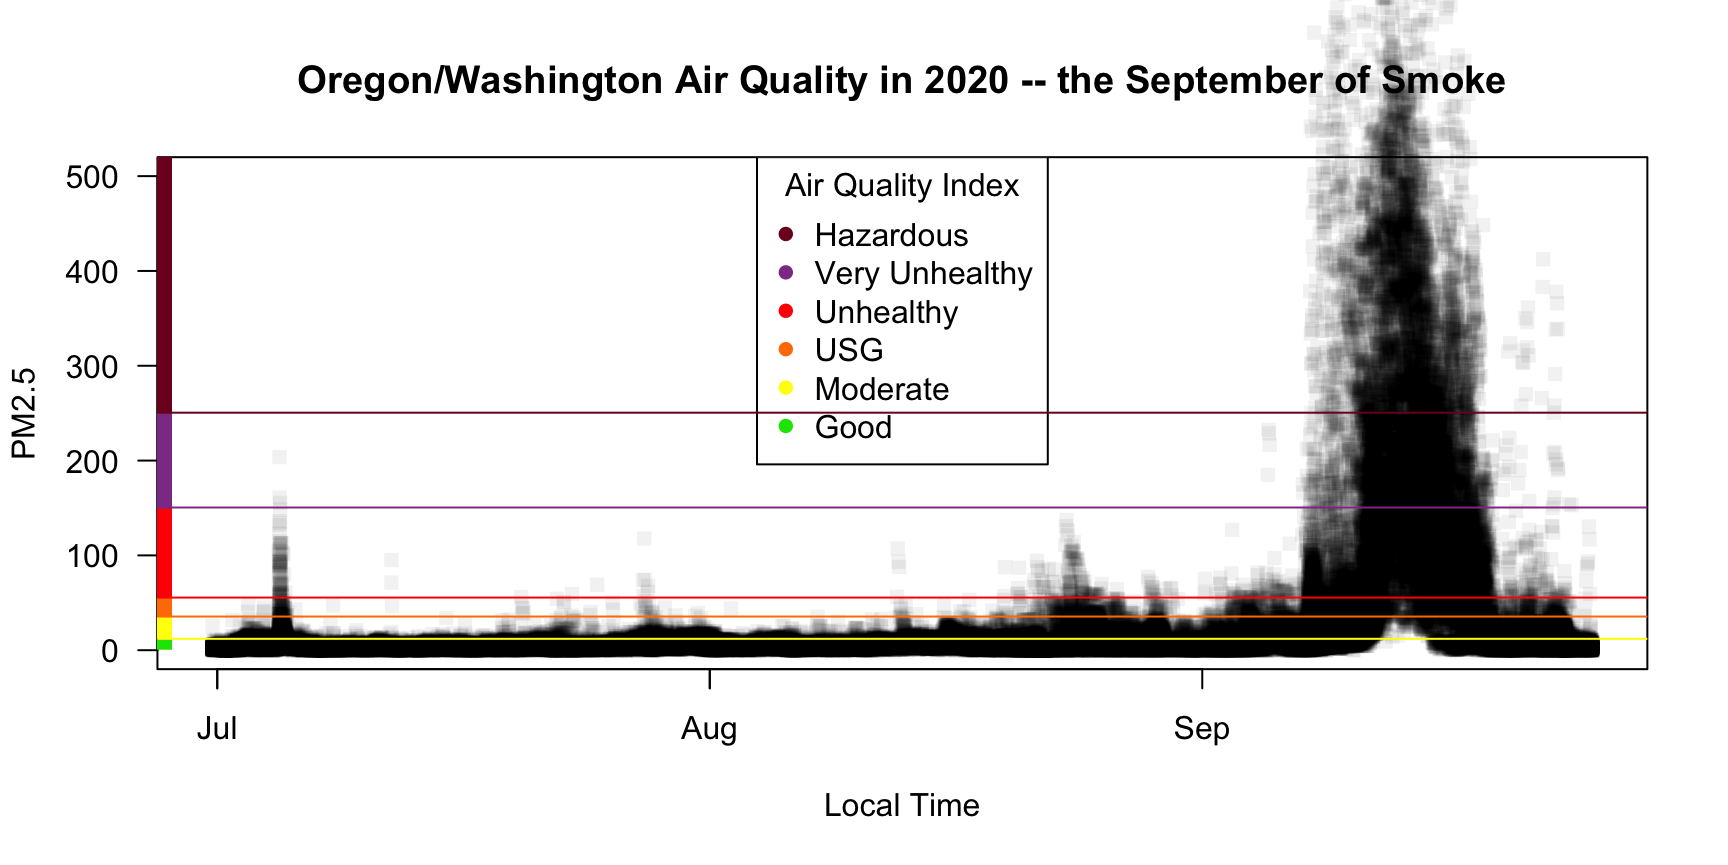 Oregon/Washington Air Quality in 2020 -- the September of Smoke
PM2.5
500
400
300
200
100
0
Air Quality Index
Hazardous
Very Unhealthy
Unhealthy
USG
Moderate
Good
Jul
Aug
Sep
Local Time